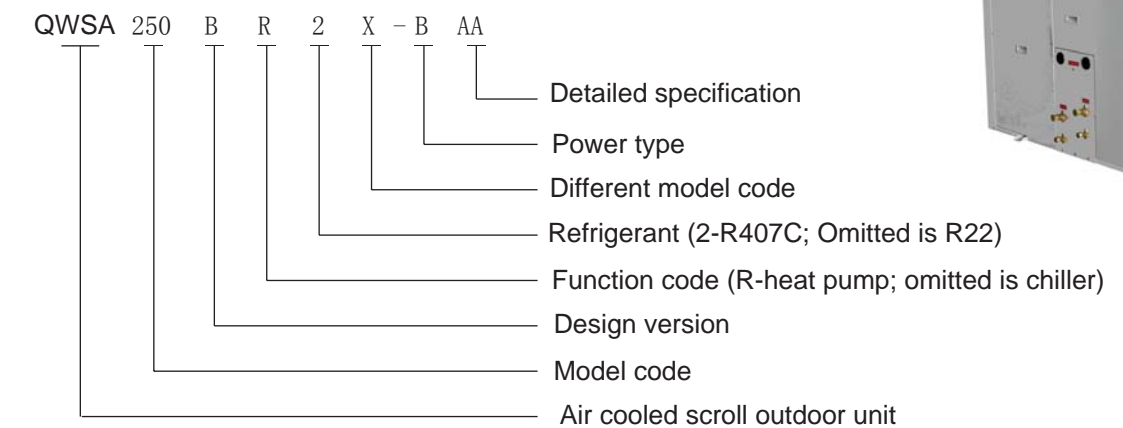 QWSA 250 B R 2 X - B AA
Detailed specification
Power type
Different model code
Refrigerant (2-R407C; Omitted is R22)
Function code (R-heat pump; omitted is chiller)
Design version
Model code
Air cooled scroll outdoor unit